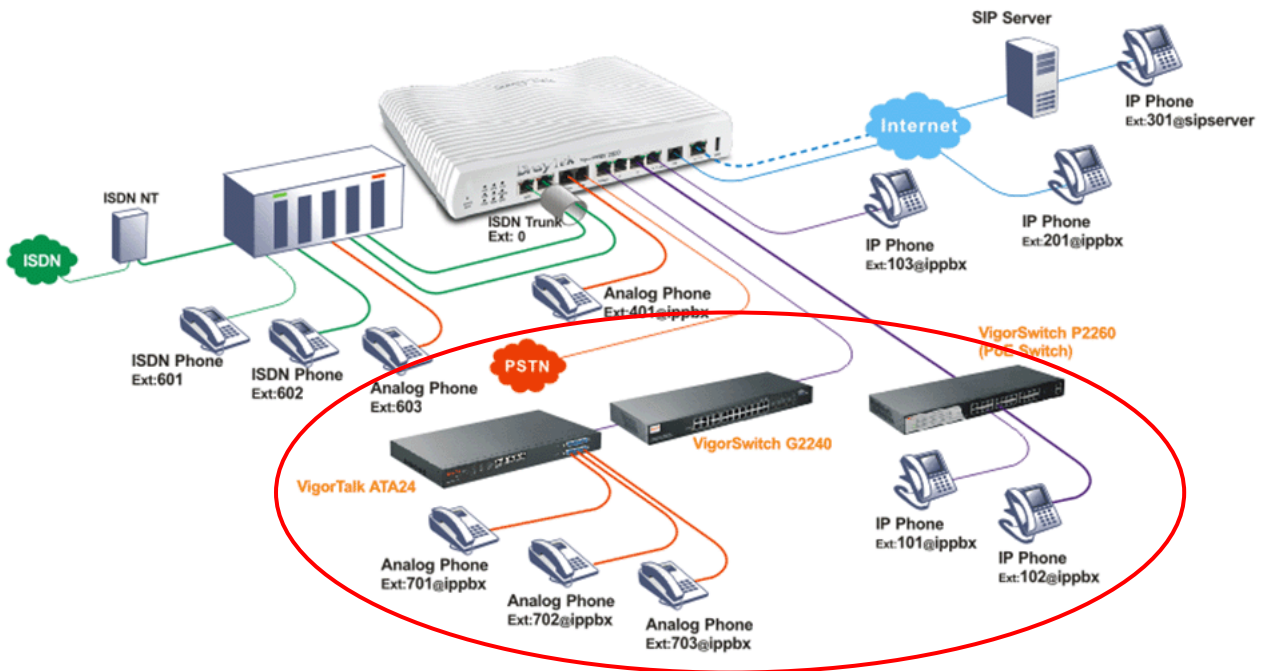 SIP Server
IP Phone
Ext:301@sipserver
Internet
DrayTek
ISDN NT
ISDN Trunk
Ext: 0
IP Phone
Ext:103@ippbx
IP Phone
Ext:201@ippbx
ISDN
Analog Phone
Ext:401@ippbx
ISDN Phone
Ext:601
ISDN Phone
Ext:602
Analog Phone
Ext:603
PSTN
VigorSwitch P2260
(PoE Switch)
VigorSwitch G2240
VigorTalk ATA24
Analog Phone
Ext:701@ippbx
Analog Phone
Ext:702@ippbx
Analog Phone
Ext:703@ippbx
IP Phone
Ext:101@ippbx
IP Phone
Ext:102@ippbx